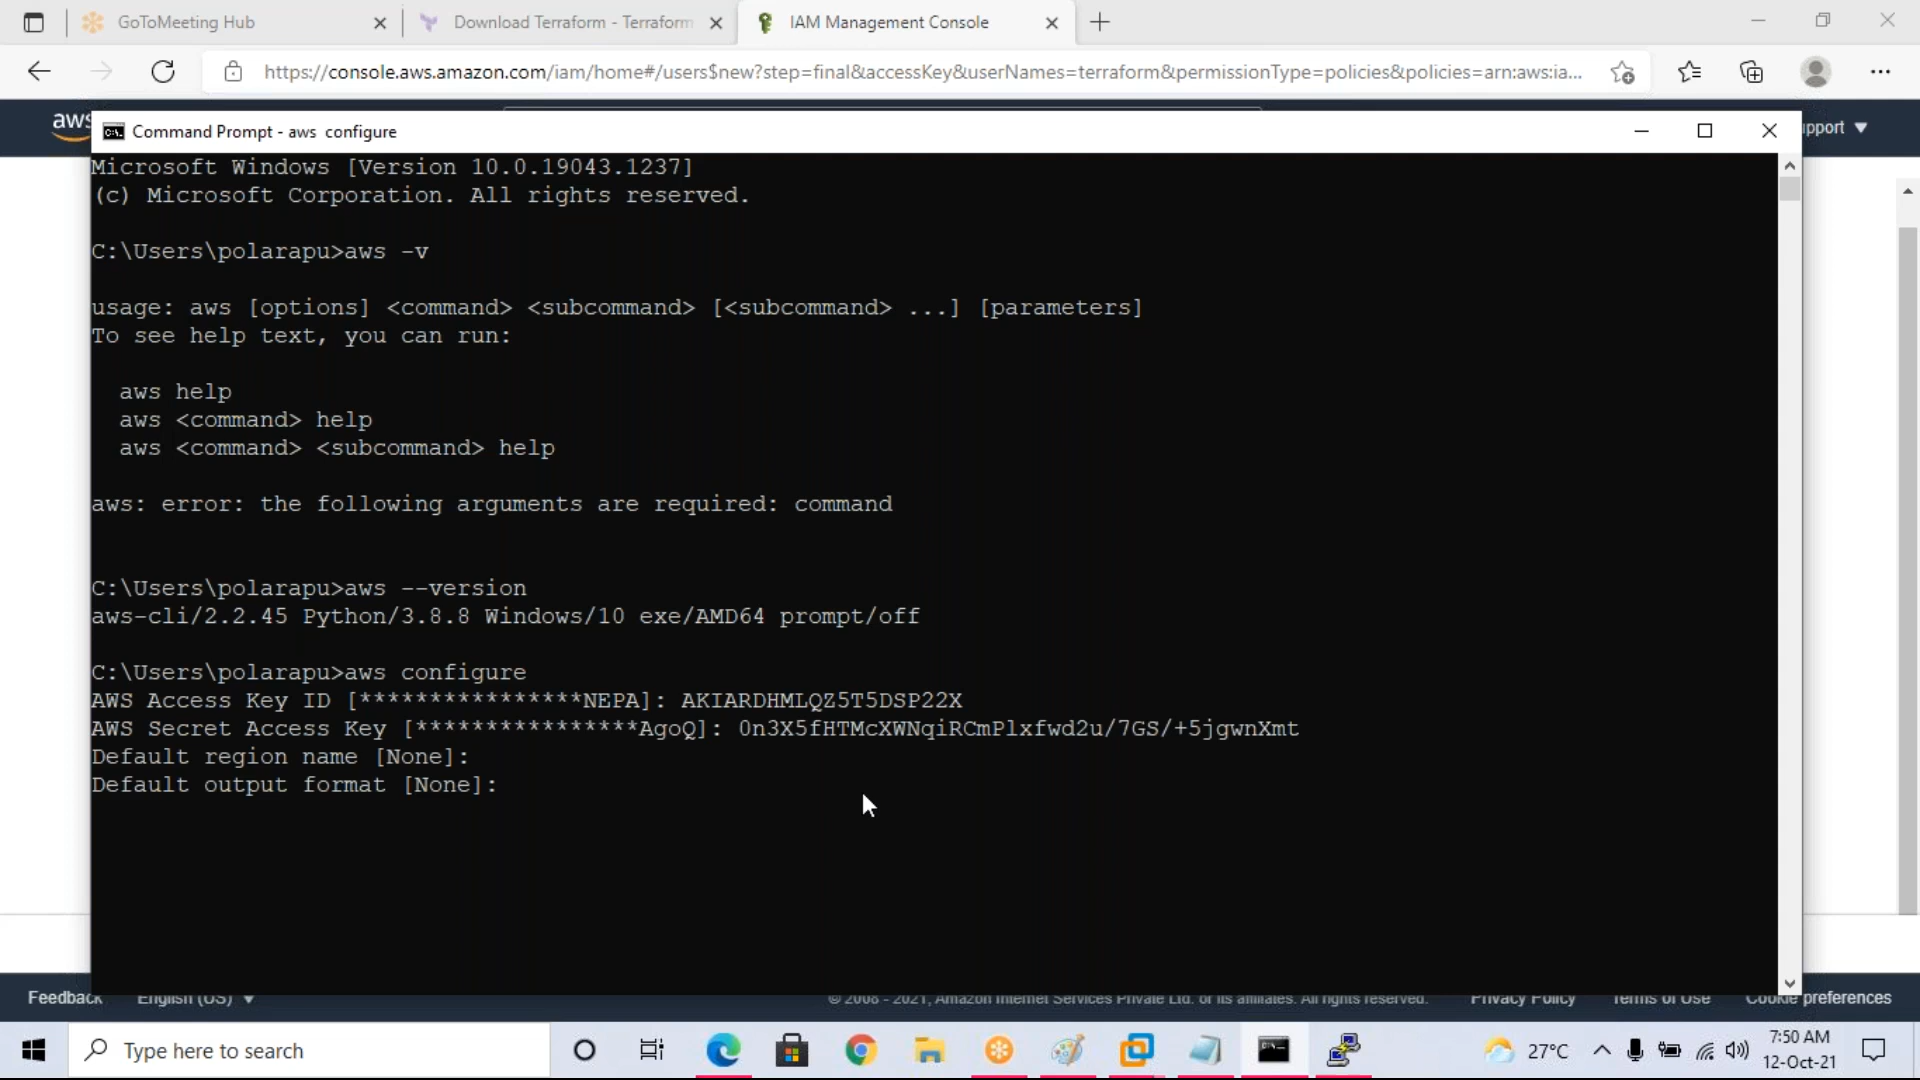 GoToMeeting Hub
Download Terraform - Terraform
IAM Management Console
https://console.aws.amazon.com/iam/home#/users$new?step=final&accessKey&userNames=terraform&permissionType=policies&policies=arn:aws:ia...
aws
pport
Command Prompt - aws configure
Microsoft Windows [Version 10.0.19043.1237]
(c) Microsoft Corporation. All rights reserved.
C:\Users\polarapu>aws -v
usage: aws [options] <command> <subcommand> [<subcommand> ...] [parameters]
To see help text, you can run:
aws help
aws <command> help
aws <command> <subcommand> help
aws: error: the following arguments are required: command
C:\Users\polarapu>aws --version
aws-cli/2.2.45 Python/3.8.8 Windows/10 exe/AMD64 prompt/off
C:\Users\polarapu>aws configure
AWS Access Key ID [****************NEPA]: AKIARDHMLQZ5T5DSP22X
AWS Secret Access Key [****************AgoQ]: 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
Default region name [None]:
Default output format [None]:
Feedback
English (US)
© 2008 - 2021, Amazon Internet Services Private Ltd. or its affiliates. All rights reserved.
Privacy Policy
Terms of Use
Cookie preferences
Type here to search
27°C
7:50 AM
12-Oct-21